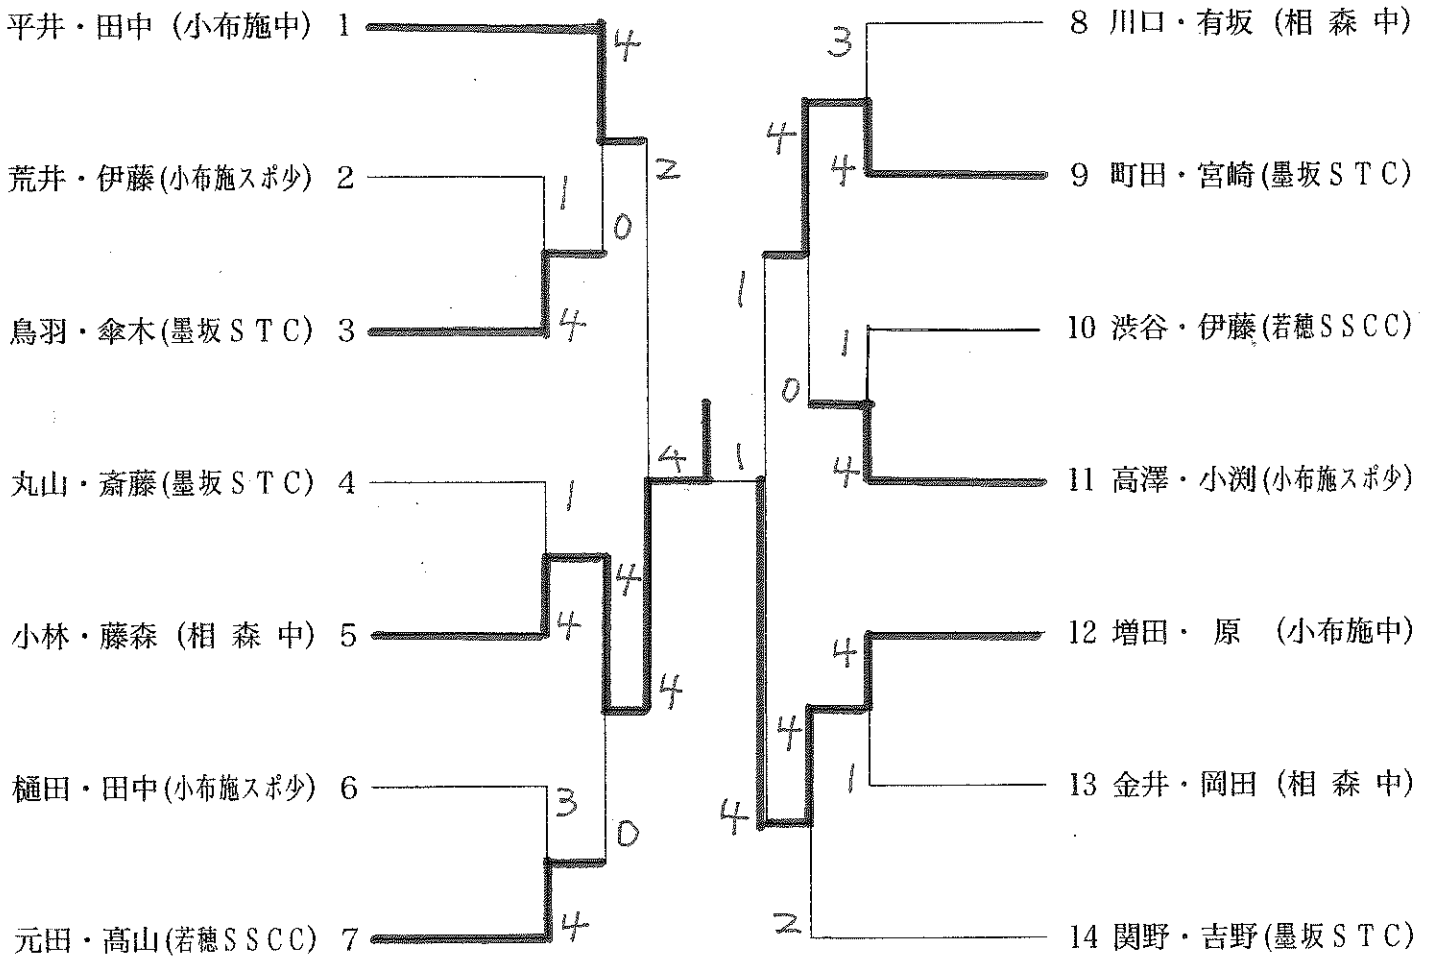 平井・田中 (小布施中) 1
4
荒井・伊藤(小布施スポ少) 2
1
2
0
鳥羽・傘木(墨坂STC) 3
4
丸山・斎藤(墨坂STC) 4
1
4
小林・藤森 (相 森 中) 5
4
4
4
樋田・田中(小布施スポ少) 6
3
0
元田・高山(若穂SSCC) 7
4
8 川口・有坂 (相 森 中)
3
4
4
9 町田・宮崎(墨坂STC)
1
10 渋谷・伊藤(若穂SSCC)
1
0
1
4
11 高澤・小渕(小布施スポ少)
12 増田・ 原 (小布施中)
4
4
1
13 金井・岡田 (相 森 中)
4
2
14 関野・吉野(墨坂STC)